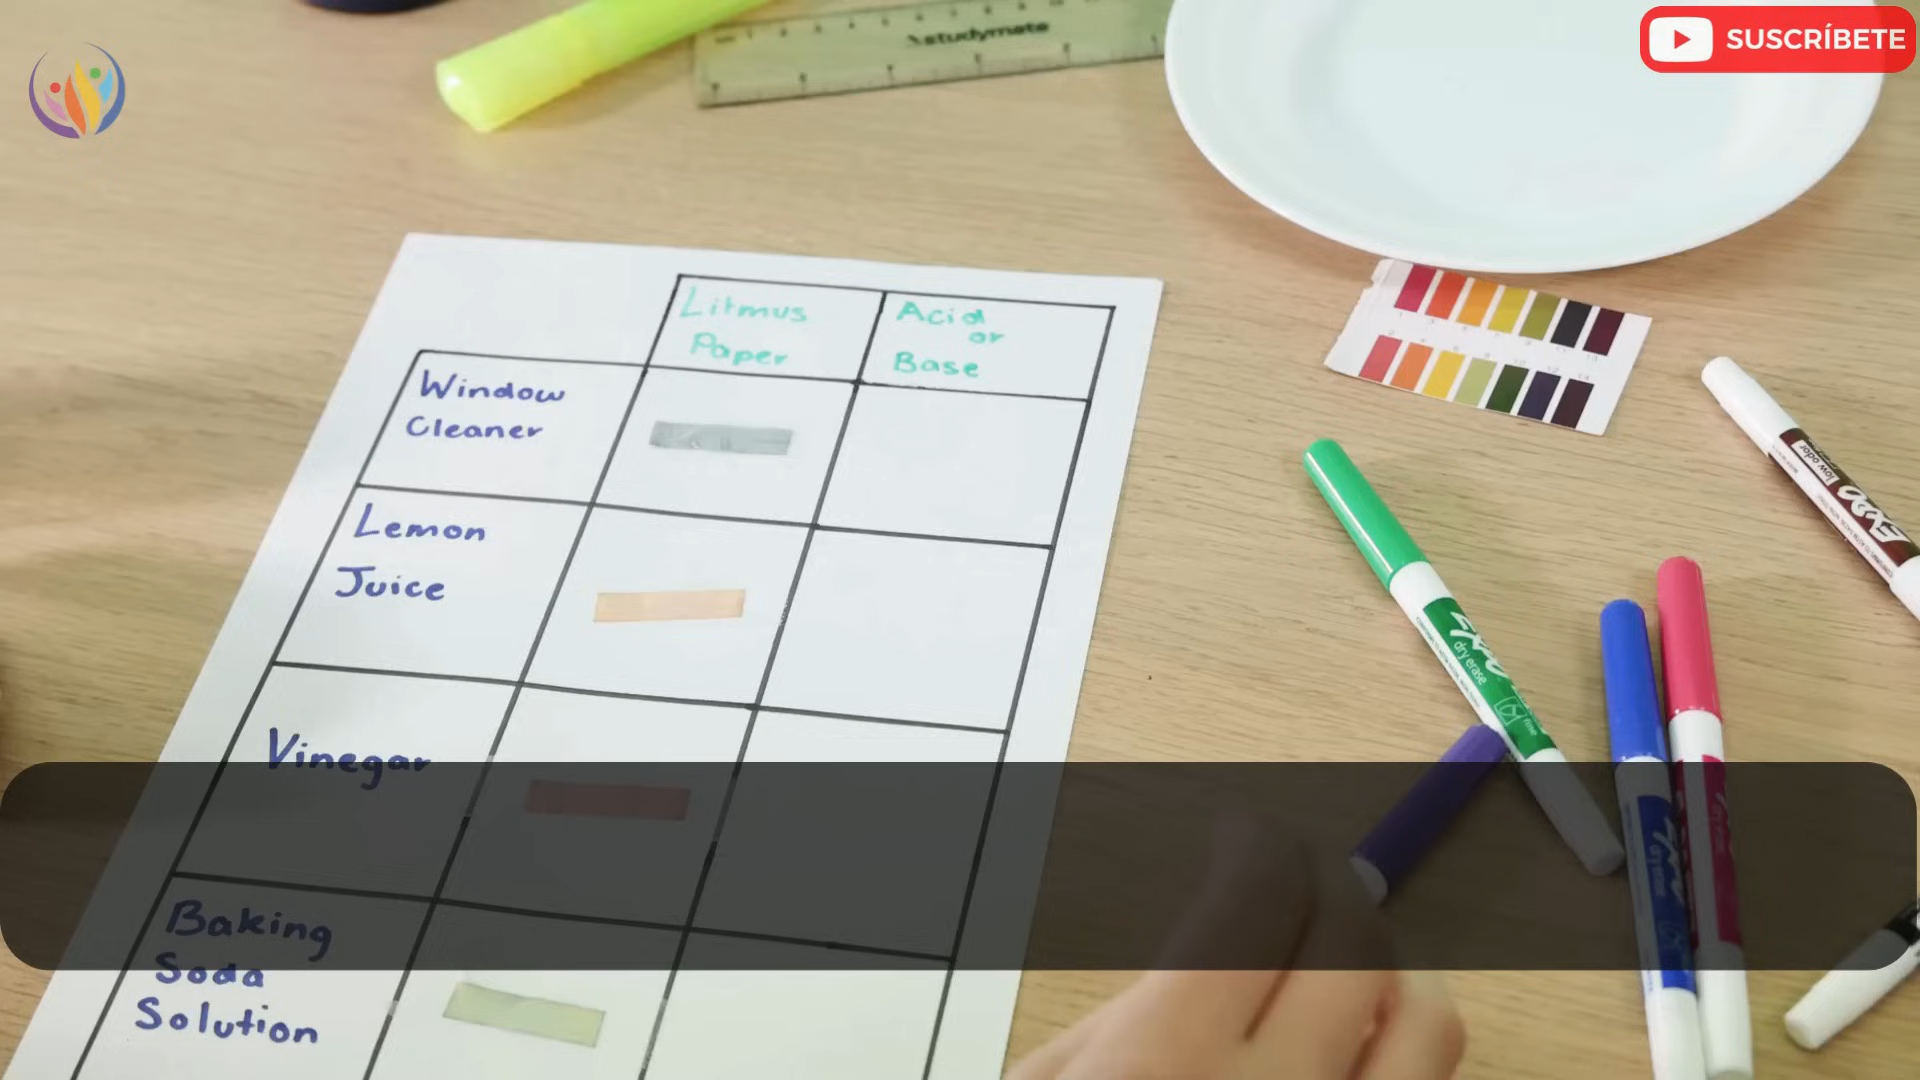 SUSCRÍBETE
studymate
Litmus
Paper
Acid
or
Base
Window
Cleaner
Lemon
Juice
Vinegar
Baking
Soda
Solution
EXPO
low odor
EXPO
dry erase
fine